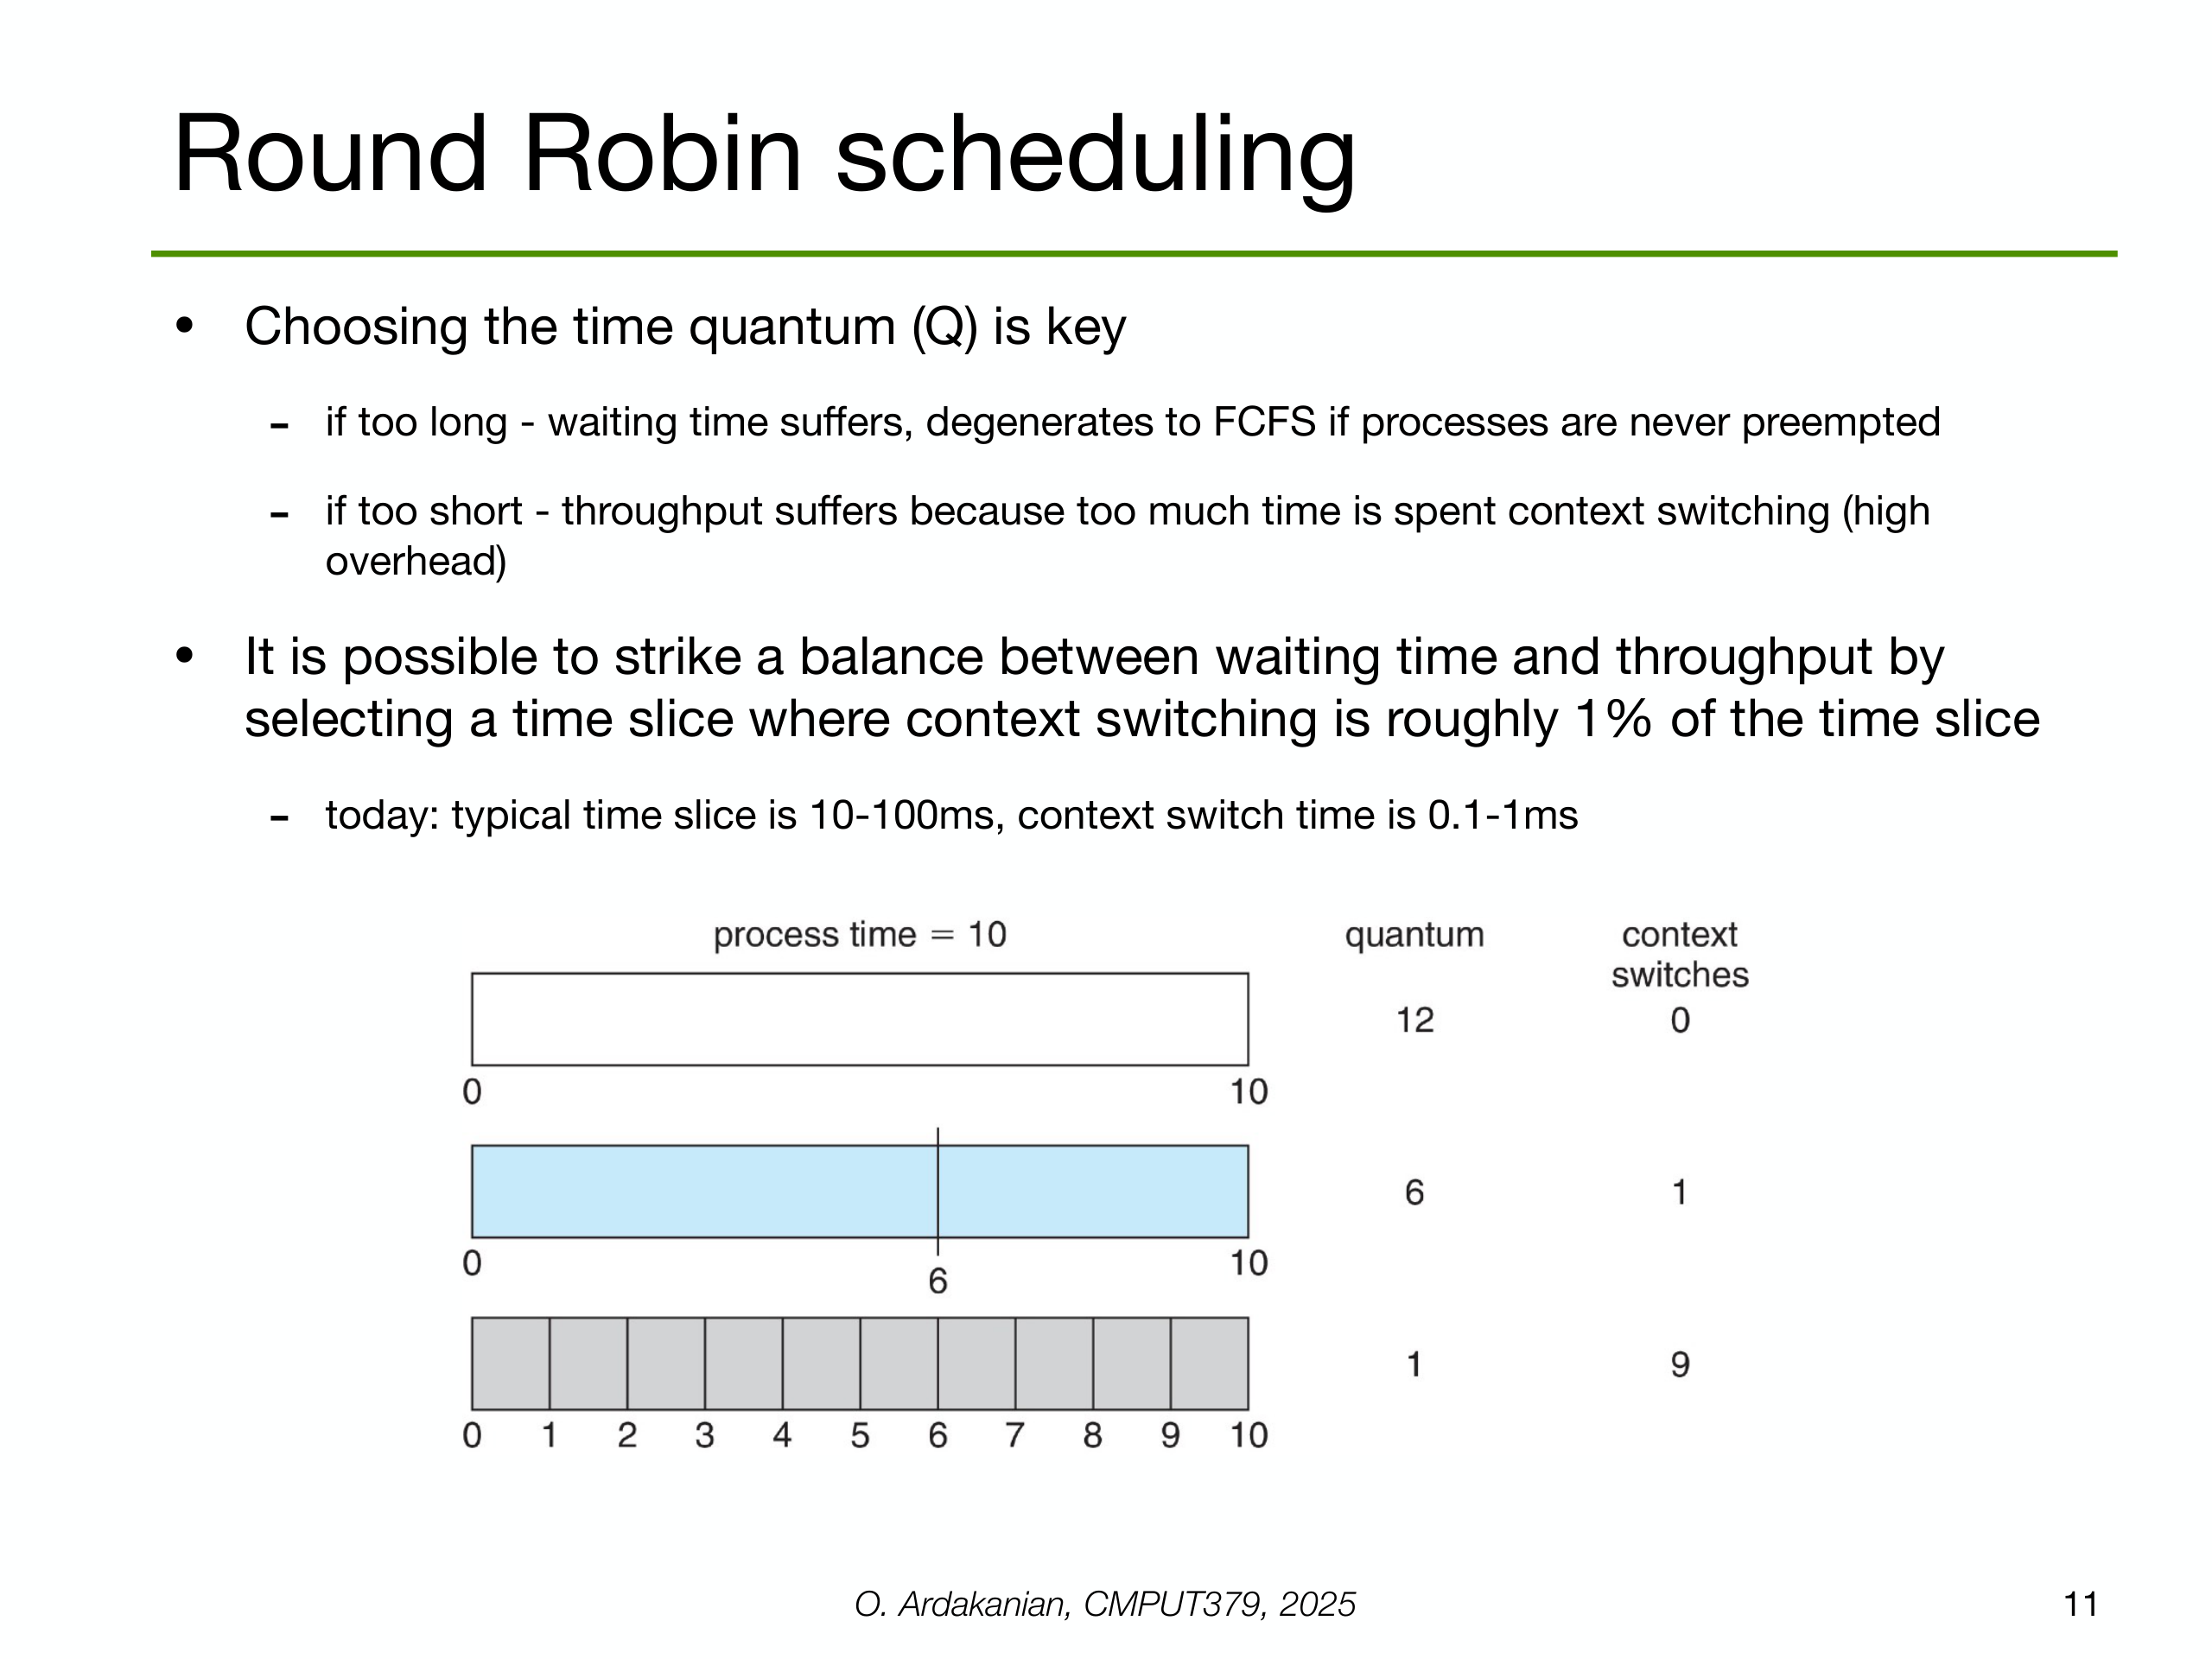 Round Robin scheduling
• Choosing the time quantum (Q) is key
- if too long - waiting time suffers, degenerates to FCFS if processes are never preempted
- if too short - throughput suffers because too much time is spent context switching (high
overhead)
• It is possible to strike a balance between waiting time and throughput by
selecting a time slice where context switching is roughly 1% of the time slice
- today: typical time slice is 10-100ms, context switch time is 0.1-1ms
process time = 10 quantum context
switches
12 0
0 10
6 1
0 6 10
1 9
0 1 2 3 4 5 6 7 8 9 10
O. Ardakanian, CMPUT379, 2025 11